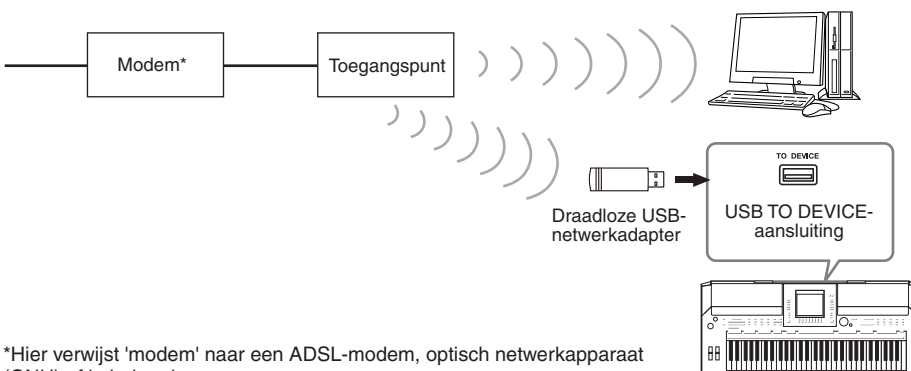 Modem*
Toegangspunt
TO DEVICE
Draadloze USB-
netwerkadapter
USB TO DEVICE-
aansluiting
*Hier verwijst 'modem' naar een ADSL-modem, optisch netwerkapparaat